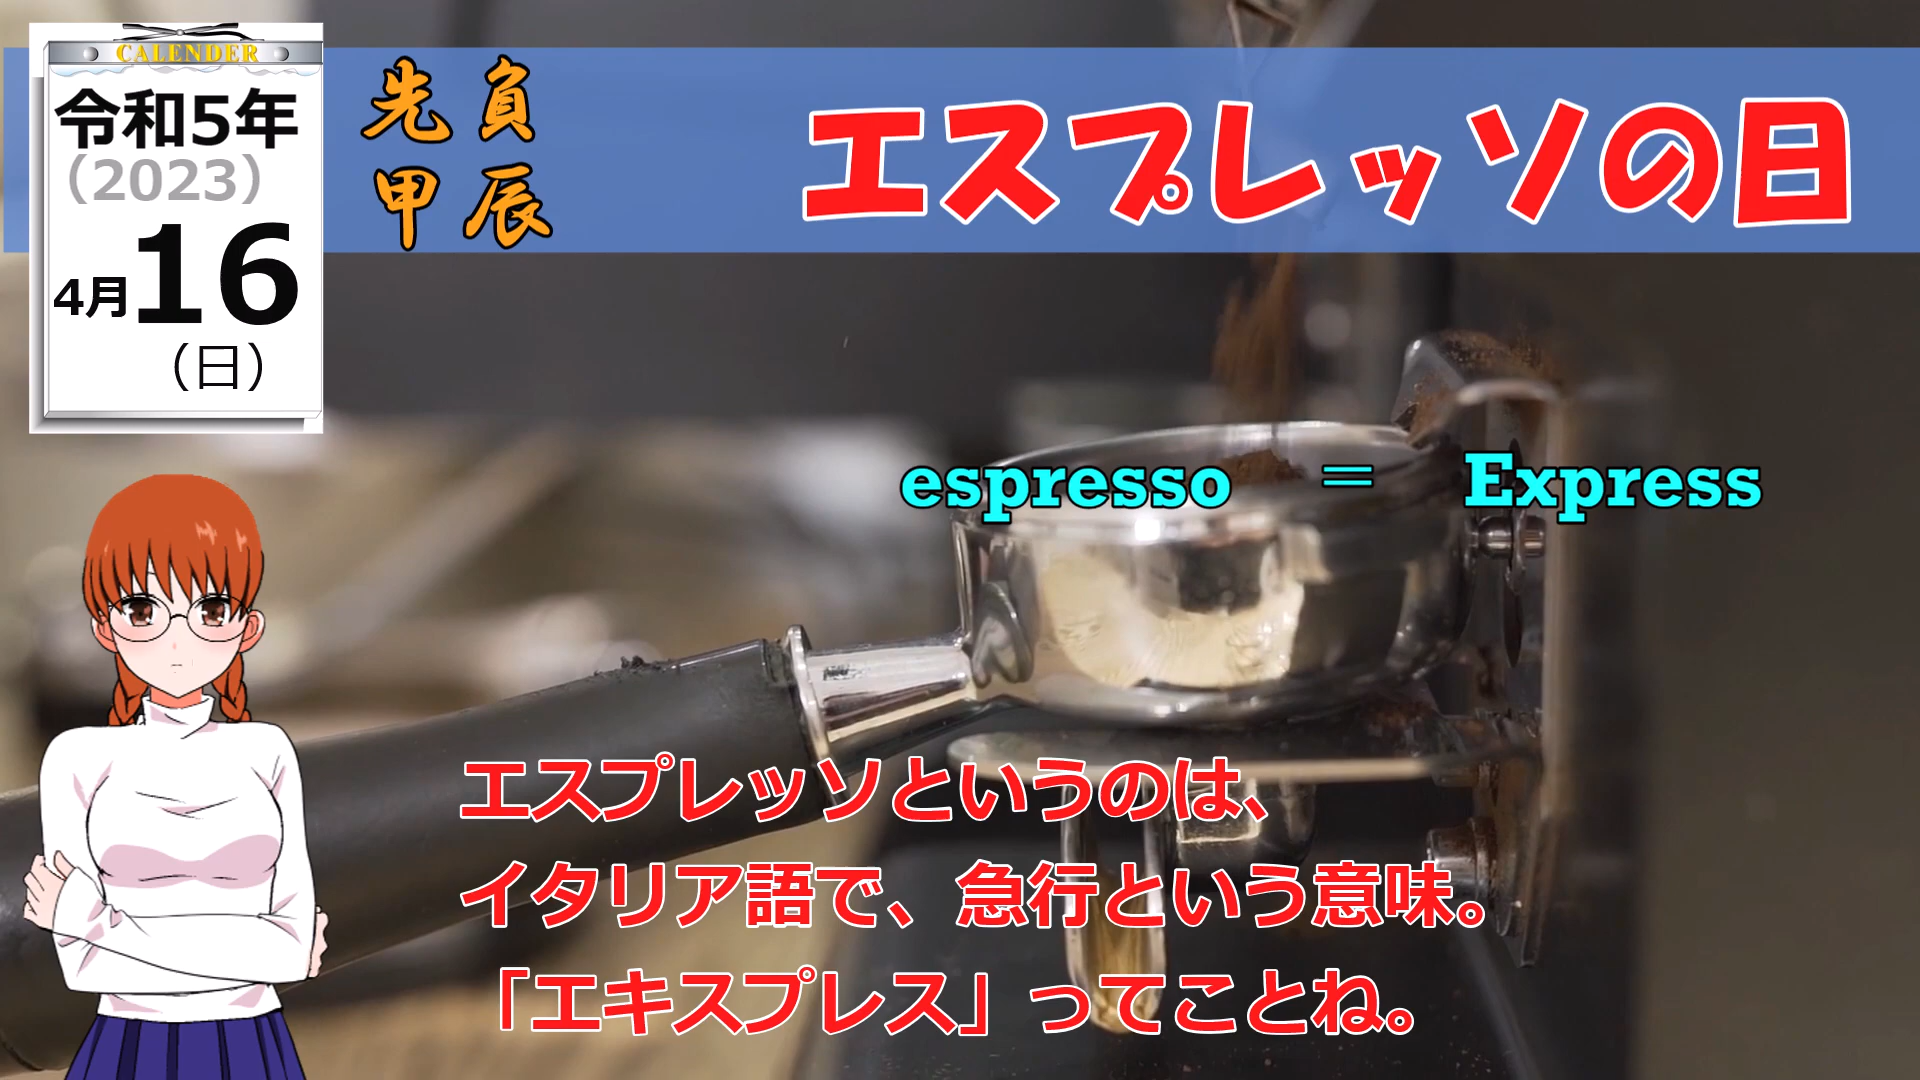 CALENDER
令和5年
（2023）
4月16
（日）
先負
甲辰
エスプレッソの日
espresso ＝ Express
エスプレッソというのは、
イタリア語で、急行という意味。
「エキスプレス」ってことね。